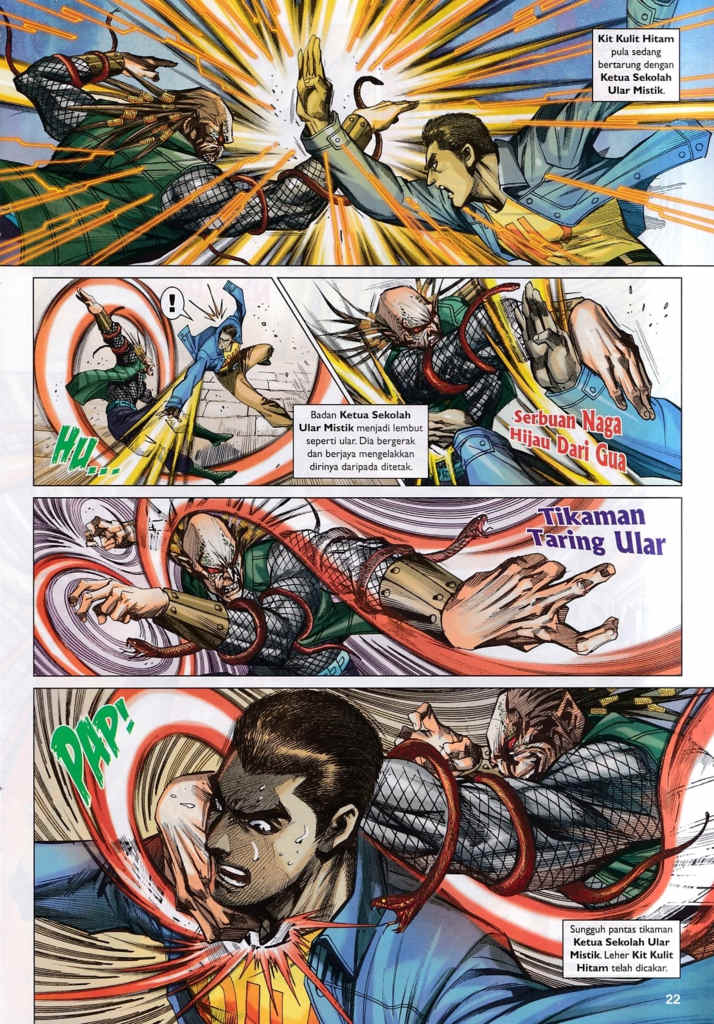 Kit Kulit Hitam
pula sedang
bertarung dengan
Ketua Sekolah
Ular Mistik.
!
HU...
Badan Ketua Sekolah
Ular Mistik menjadi lembut
seperti ular. Dia bergerak
dan berjaya mengelakkan
dirinya daripada ditetak.
Serbuan Naga
Hijau Dari Gua
Tikaman
Taring Ular
PAP!
Sungguh pantas tikaman
Ketua Sekolah Ular
Mistik. Leher Kit Kulit
Hitam telah dicakar.
22